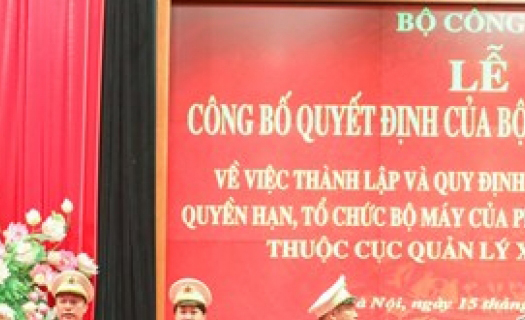 BỘ CÔNG
LỄ
CÔNG BỐ QUYẾT ĐỊNH CỦA BỘ
VỀ VIỆC THÀNH LẬP VÀ QUY ĐỊNH
QUYỀN HẠN, TỔ CHỨC BỘ MÁY CỦA
THUỘC CỤC QUẢN LÝ X
Nội, ngày 15 tháng